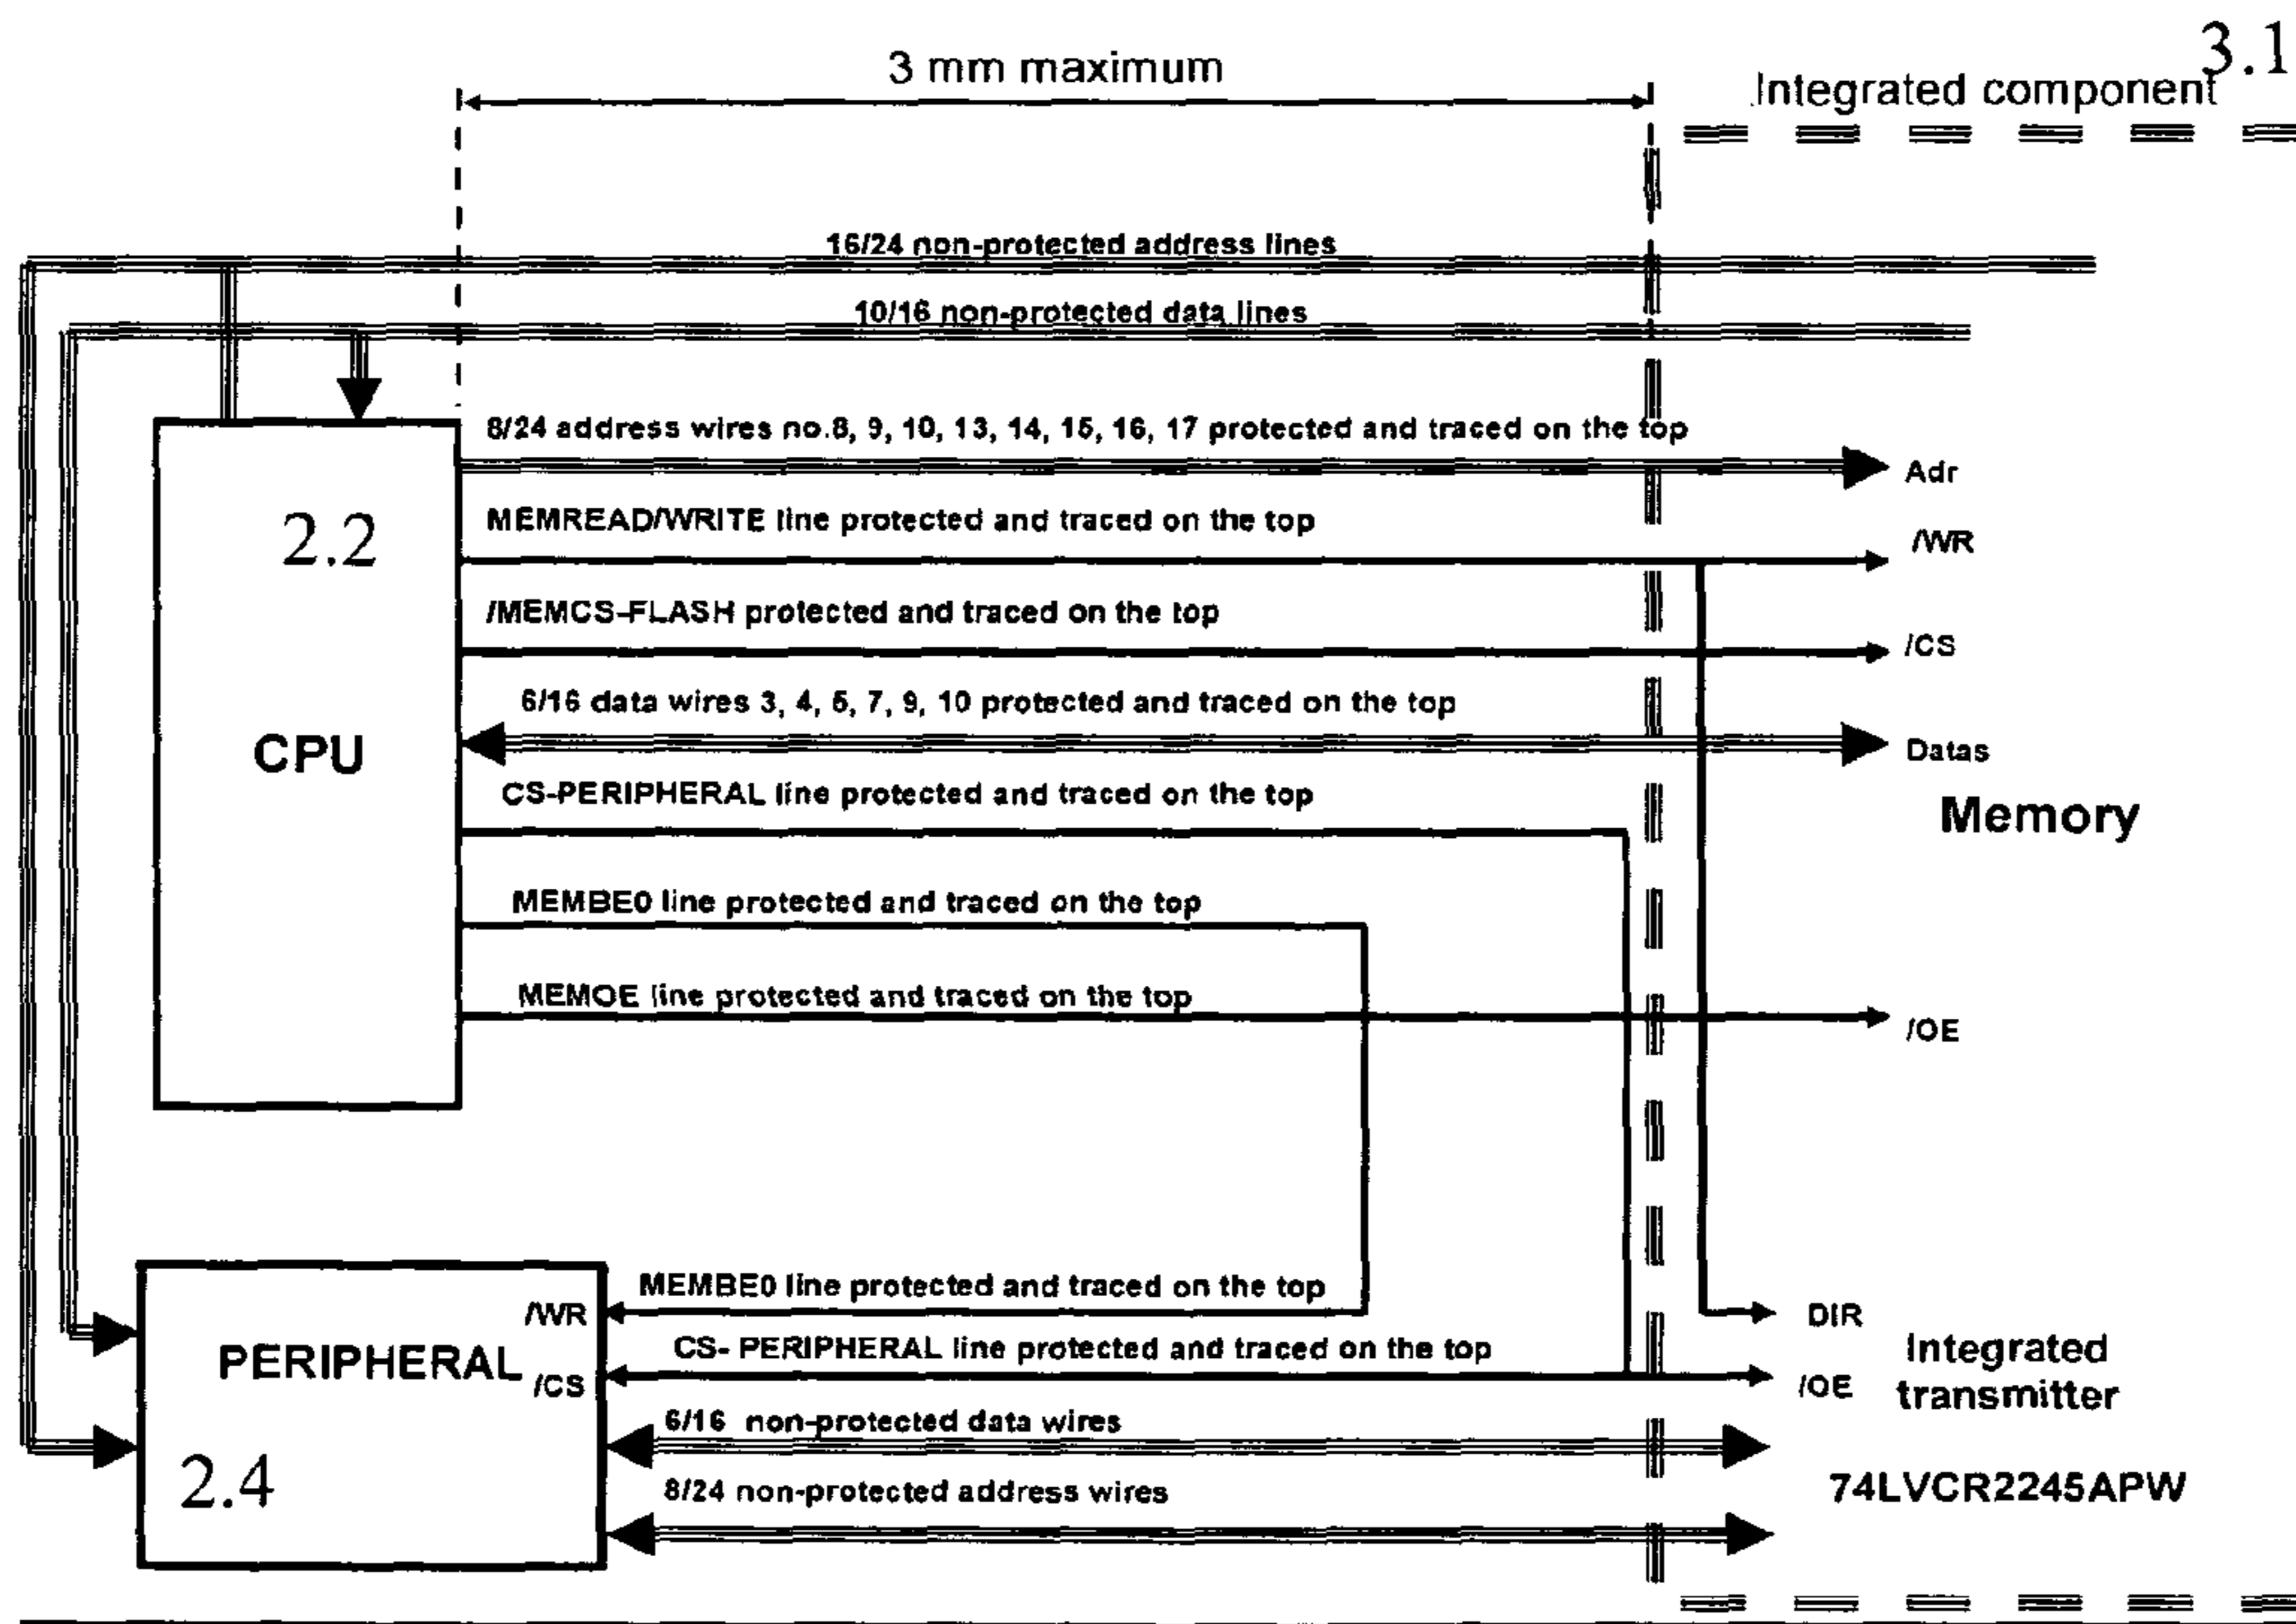 3.1
3 mm maximum
Integrated component
16/24 non-protected address lines
10/16 non-protected data lines
8/24 address wires no.8, 9, 10, 13, 14, 15, 16, 17 protected and traced on the top
Adr
2.2
MEMREAD/WRITE line protected and traced on the top
/WR
/MEMCS-FLASH protected and traced on the top
/CS
6/16 data wires 3, 4, 5, 7, 9, 10 protected and traced on the top
CPU
Datas
CS-PERIPHERAL line protected and traced on the top
Memory
MEMBE0 line protected and traced on the top
MEMOE line protected and traced on the top
/OE
MEMBE0 line protected and traced on the top
/WR
DIR
PERIPHERAL
CS- PERIPHERAL line protected and traced on the top
/CS
/OE
Integrated
transmitter
6/16 non-protected data wires
2.4
8/24 non-protected address wires
74LVCR2245APW